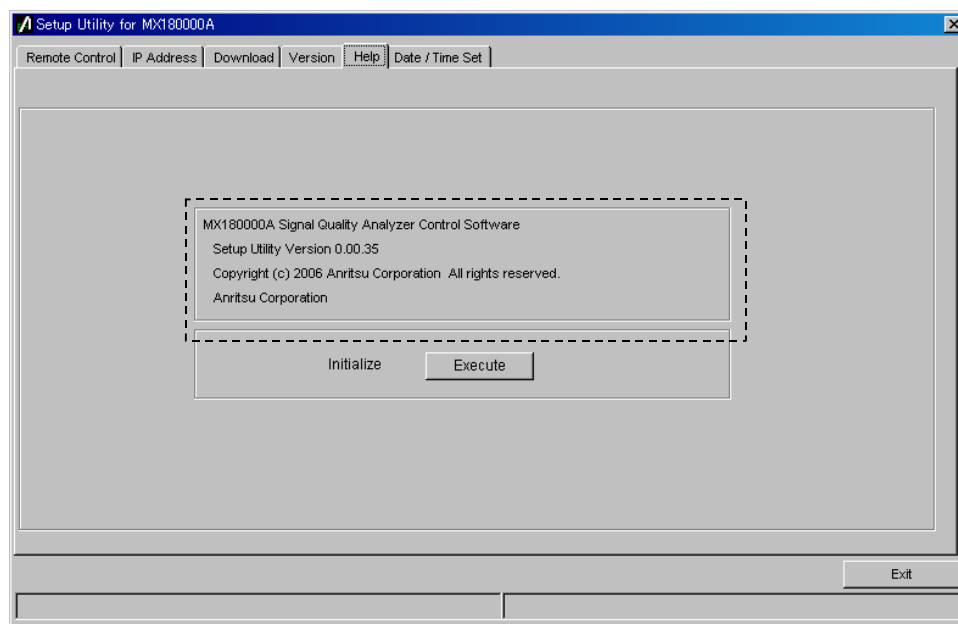 Setup Utility for MX180000A
Remote Control IP Address Download Version Help Date / Time Set
MX180000A Signal Quality Analyzer Control Software
Setup Utility Version 0.00.35
Copyright (c) 2006 Anritsu Corporation All rights reserved.
Anritsu Corporation
Initialize Execute
Exit